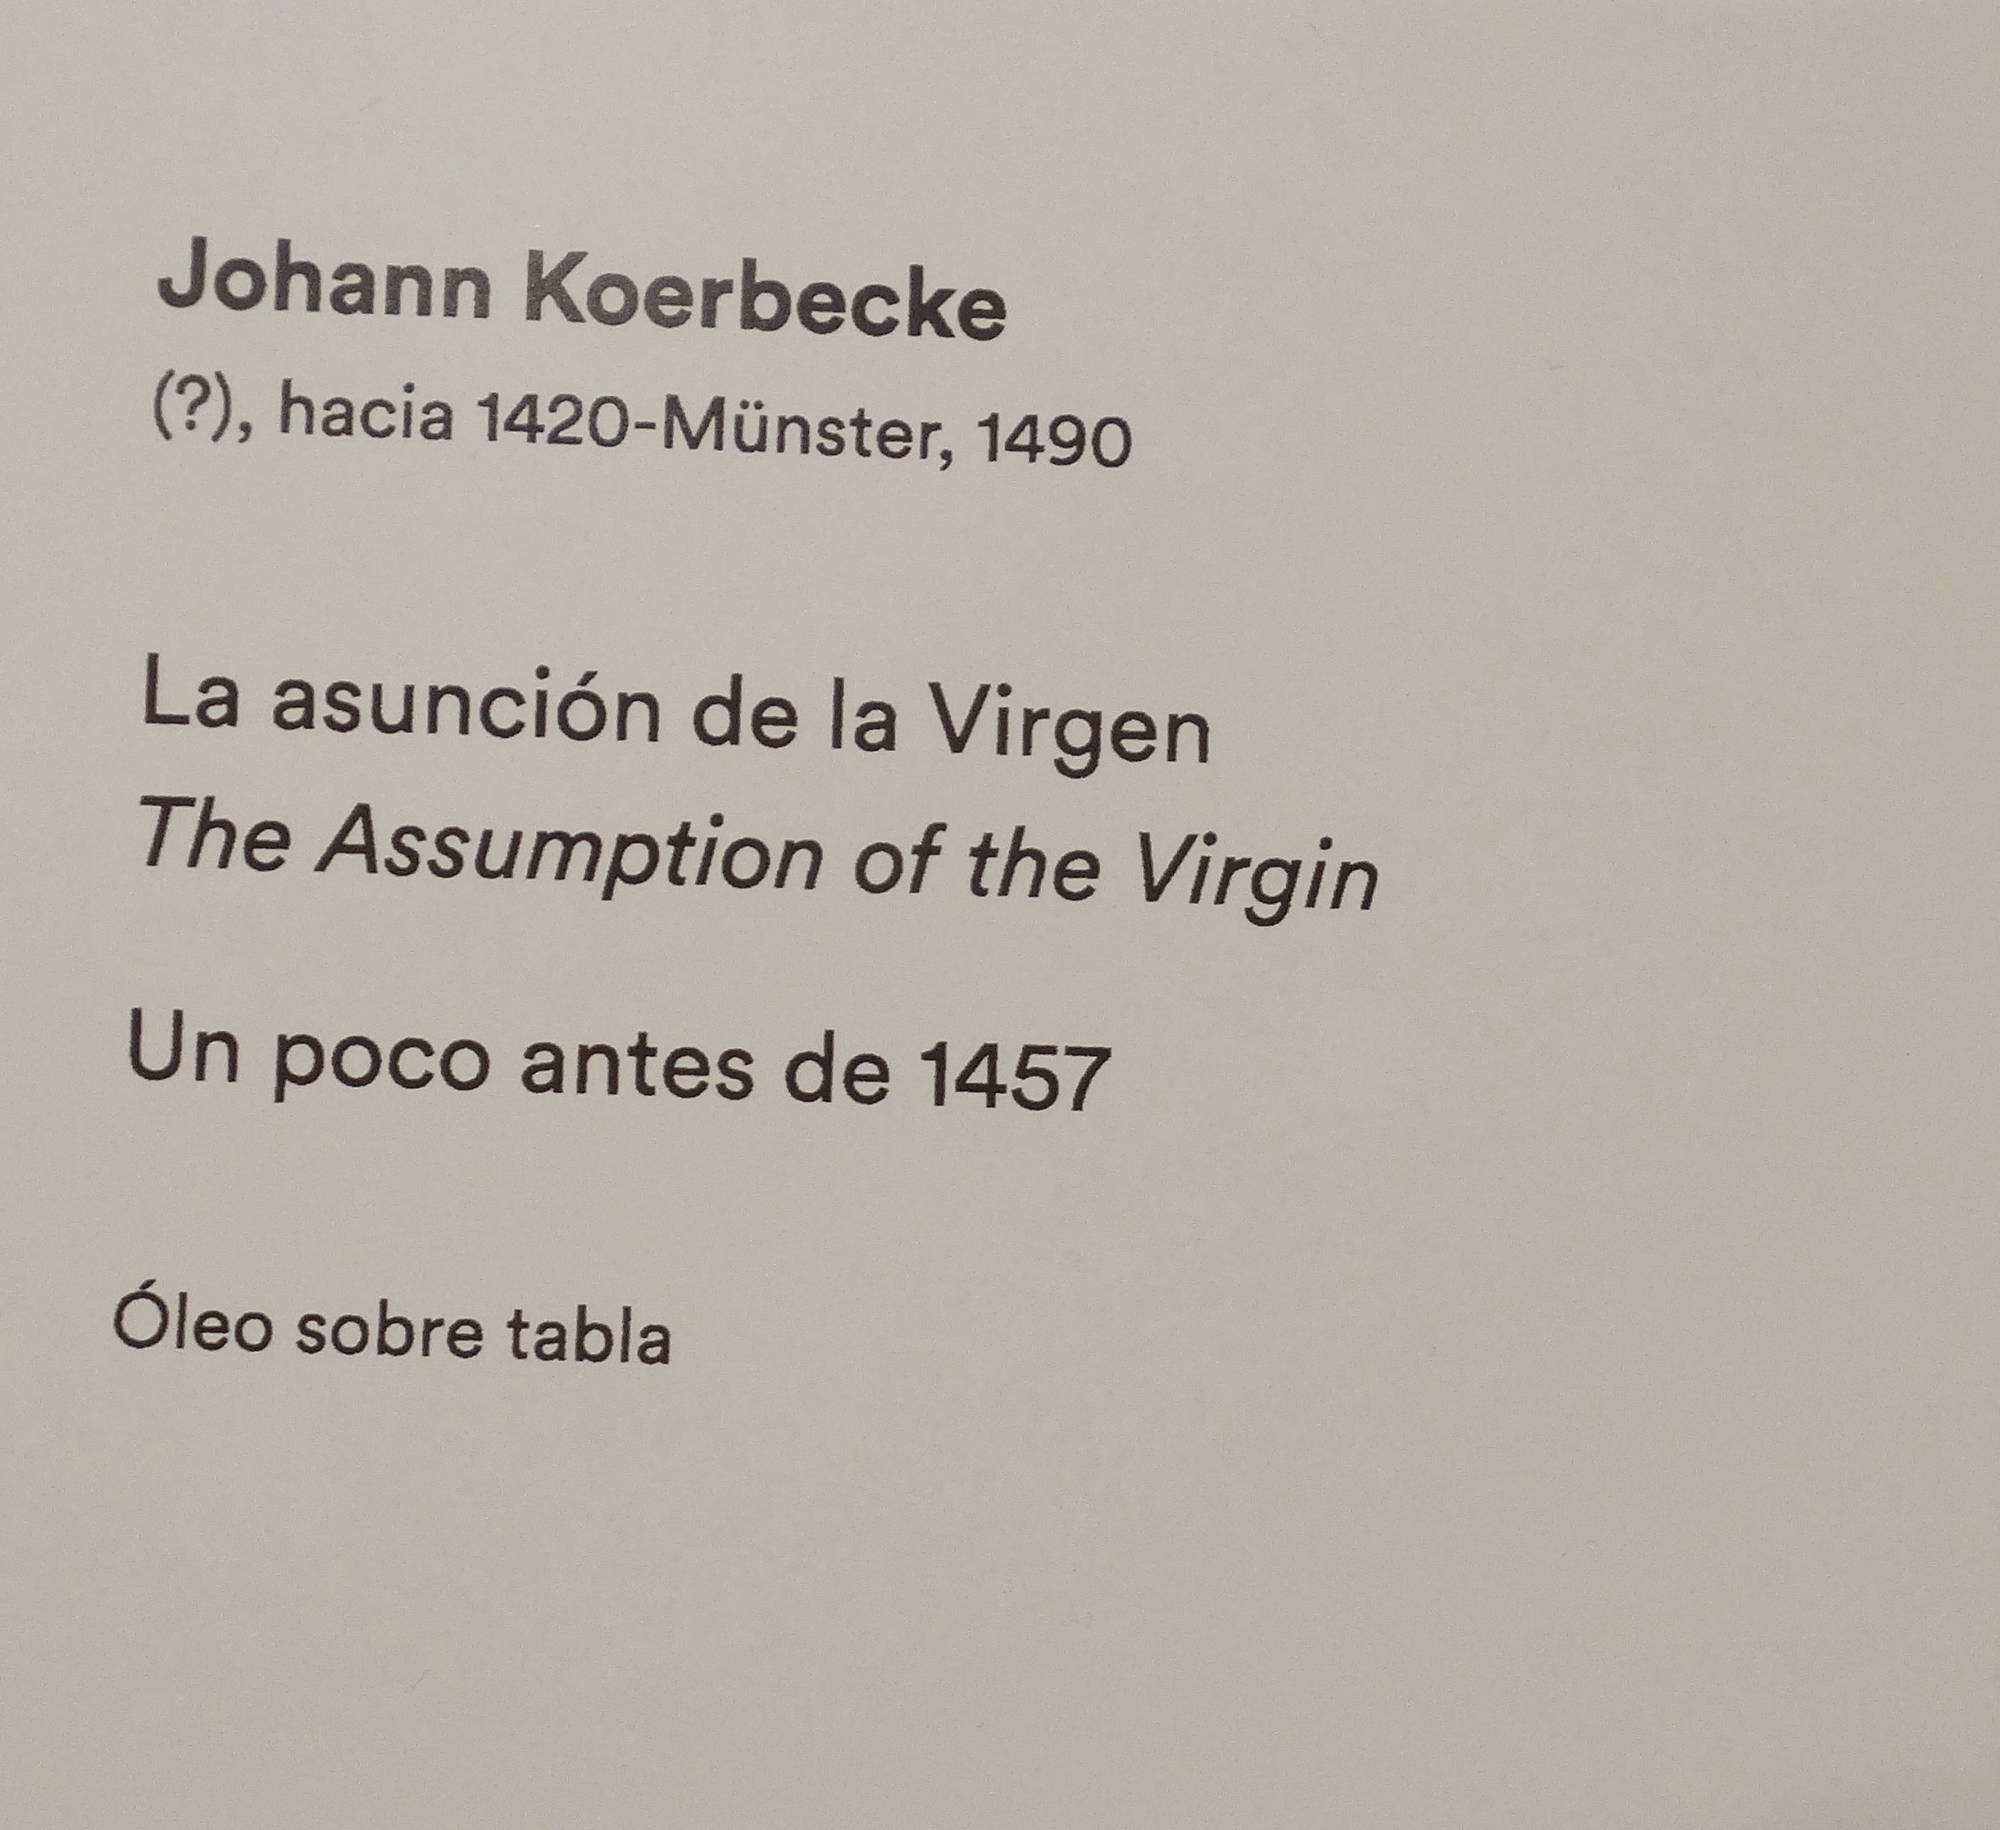 Johann Koerbecke
(?), hacia 1420-Münster, 1490
La asunción de la Virgen
The Assumption of the Virgin
Un poco antes de 1457
Óleo sobre tabla